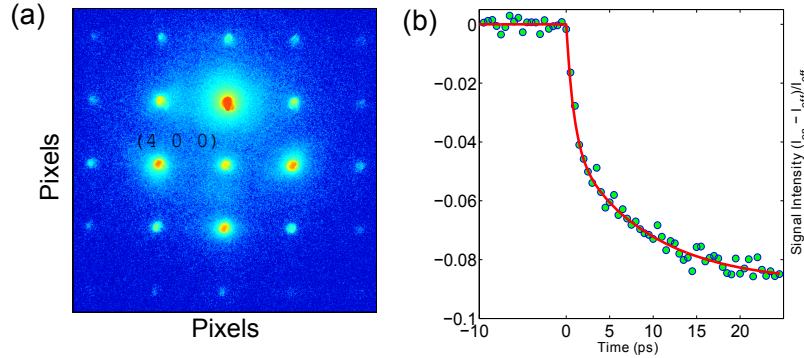 (a)
(4 0 0)
Pixels
Pixels
(b)
0
−0.02
−0.04
−0.06
−0.08
−0.1
−10
−5
0
5
10
15
20
Time (ps)
Signal Intensity (I_on − I_off)/I_off